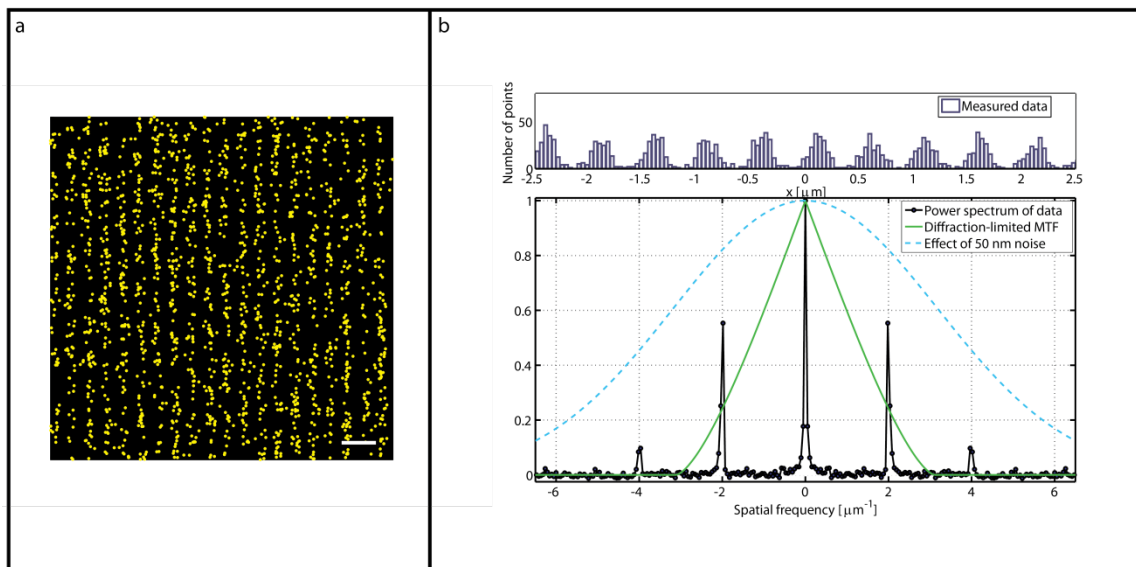 a
b
Number of points
50
0
Measured data
-2.5 -2 -1.5 -1 -0.5 0 0.5 1 1.5 2 2.5
x [ μm]
1
0.8
0.6
0.4
0.2
0
Power spectrum of data
Diffraction-limited MTF
Effect of 50 nm noise
-6 -4 -2 0 2 4 6
Spatial frequency [ μm⁻¹]